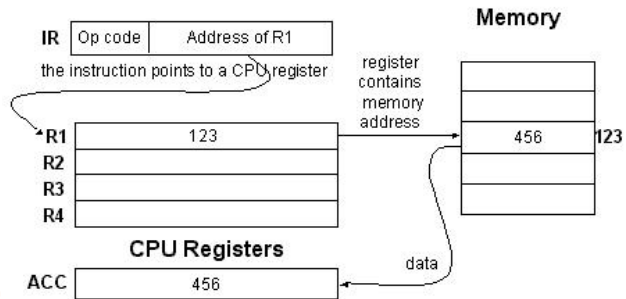 Memory
IR Op code Address of R1
the instruction points to a CPU register
register
contains
memory
address
R1 123 456 123
R2
R3
R4
CPU Registers
data
ACC 456